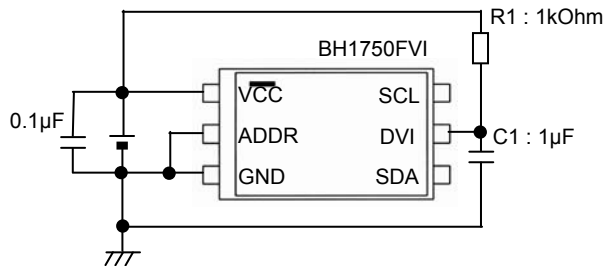 R1 : 1kOhm
BH1750FVI
VCC
SCL
0.1µF
ADDR
DVI
C1 : 1µF
GND
SDA